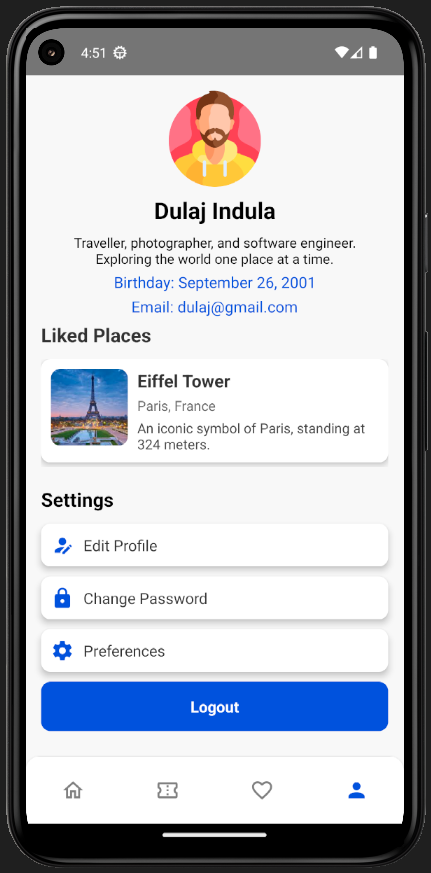 4:51
Dulaj Indula
Traveller, photographer, and software engineer.
Exploring the world one place at a time.
Birthday: September 26, 2001
Email: dulaj@gmail.com
Liked Places
Eiffel Tower
Paris, France
An iconic symbol of Paris, standing at
324 meters.
Settings
Edit Profile
Change Password
Preferences
Logout